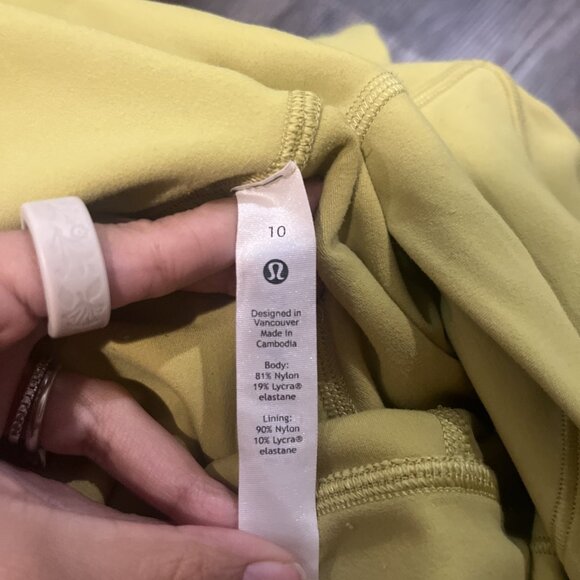 10
Designed in
Vancouver
Made in
Cambodia
Body:
81% Nylon
19% Lycra®
elastane
Lining:
90% Nylon
10% Lycra®
elastane